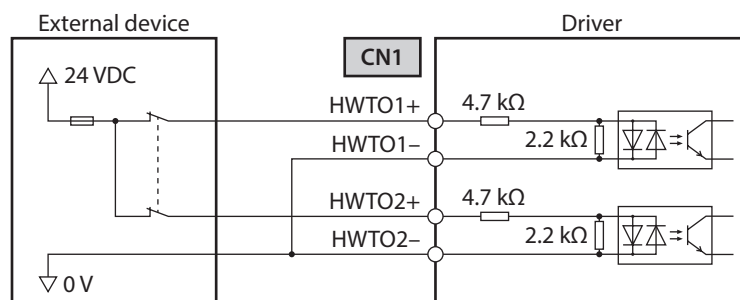 External device
Driver
CN1
24 VDC
HWTO1+
4.7 kΩ
HWTO1−
2.2 kΩ
HWTO2+
4.7 kΩ
HWTO2−
2.2 kΩ
0 V